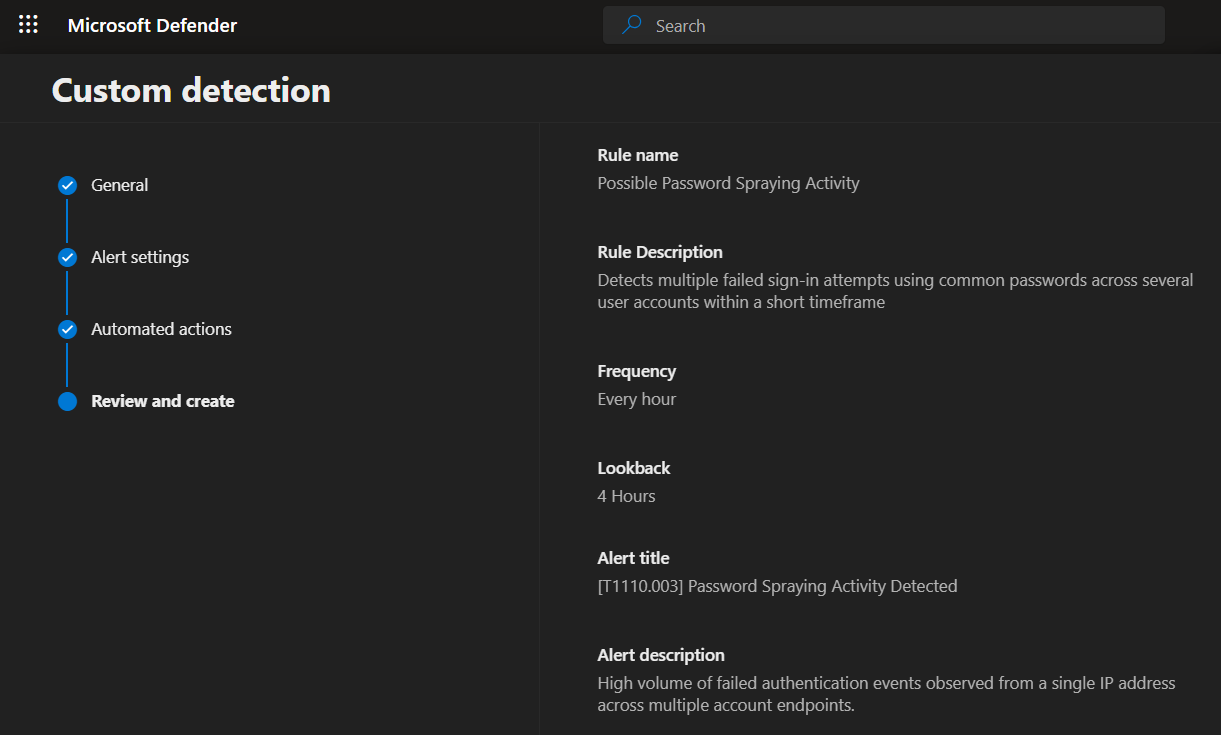 Microsoft Defender
Search
Custom detection
General
Alert settings
Automated actions
Review and create
Rule name
Possible Password Spraying Activity
Rule Description
Detects multiple failed sign-in attempts using common passwords across several
user accounts within a short timeframe
Frequency
Every hour
Lookback
4 Hours
Alert title
[T1110.003] Password Spraying Activity Detected
Alert description
High volume of failed authentication events observed from a single IP address
across multiple account endpoints.